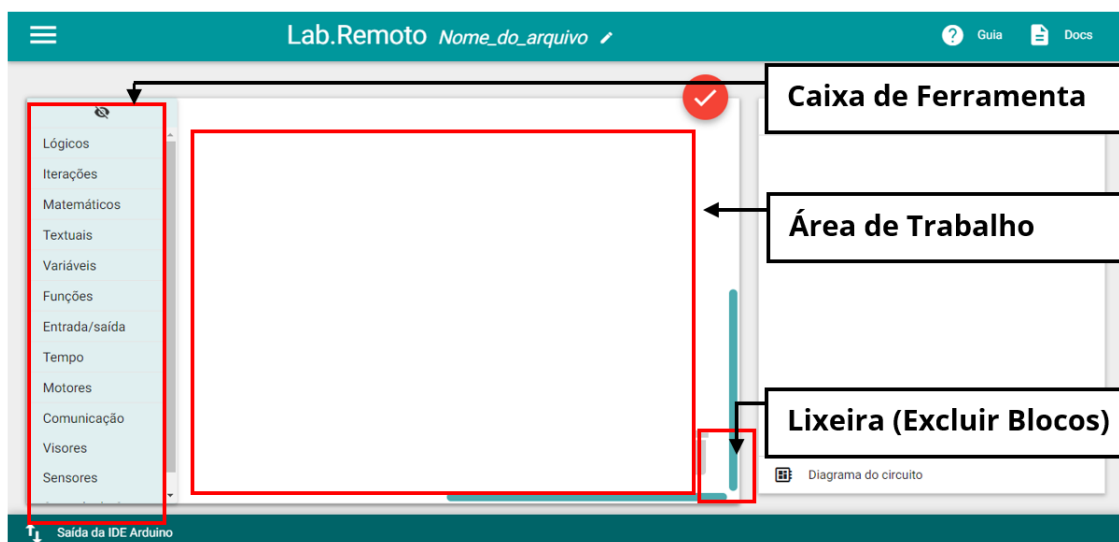 Lab.Remoto Nome_do_arquivo
Guia
Docs
Caixa de Ferramenta
Lógicos
Iterações
Matemáticos
Textuais
Variáveis
Funções
Entrada/saída
Tempo
Motores
Comunicação
Visores
Sensores
Área de Trabalho
Lixeira (Excluir Blocos)
Diagrama do circuito
Saída da IDE Arduino